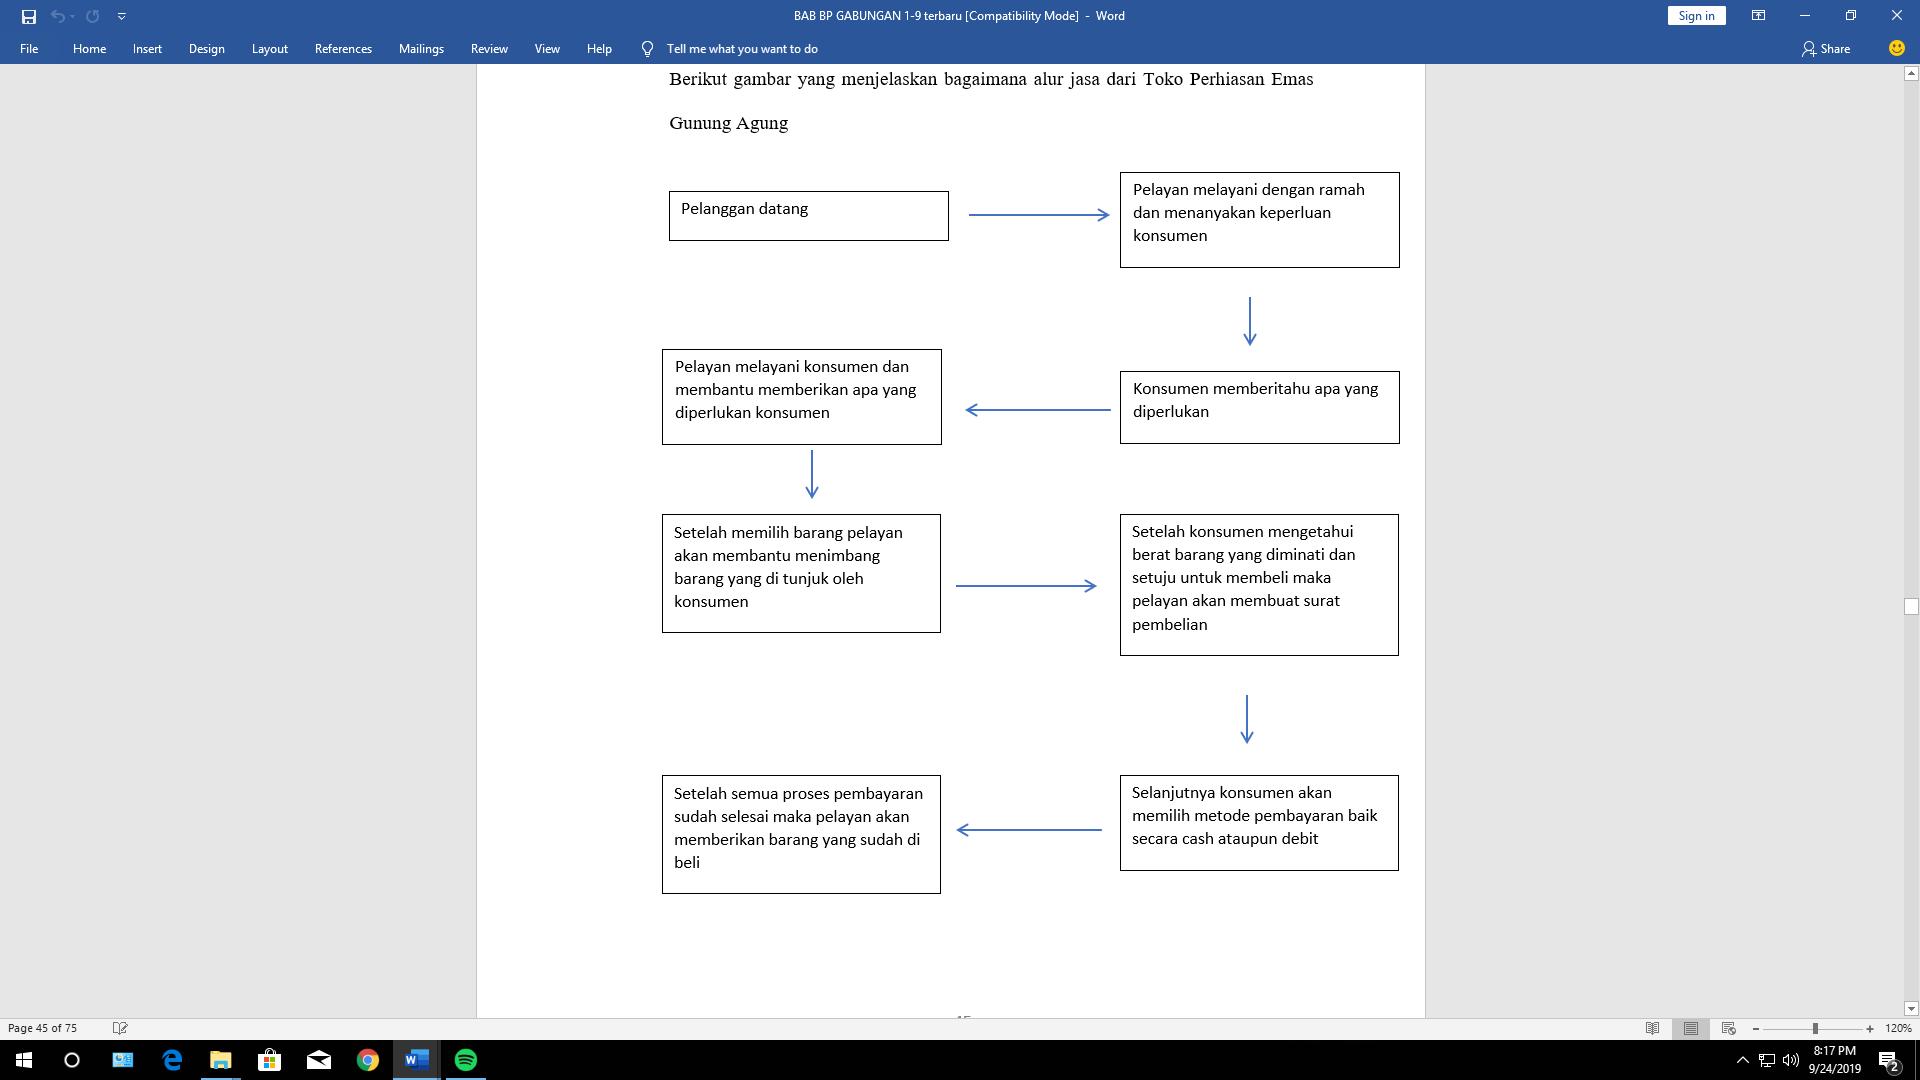 BAB BP GABUNGAN 1-9 terbaru [Compatibility Mode] - Word
Sign in
File Home Insert Design Layout References Mailings Review View Help Tell me what you want to do Share
Berikut gambar yang menjelaskan bagaimana alur jasa dari Toko Perhiasan Emas
Gunung Agung
Pelanggan datang
Pelayan melayani dengan ramah
dan menanyakan keperluan
konsumen
Konsumen memberitahu apa yang
diperlukan
Pelayan melayani konsumen dan
membantu memberikan apa yang
diperlukan konsumen
Setelah memilih barang pelayan
akan membantu menimbang
barang yang di tunjuk oleh
konsumen
Setelah konsumen mengetahui
berat barang yang diminati dan
setuju untuk membeli maka
pelayan akan membuat surat
pembelian
Selanjutnya konsumen akan
memilih metode pembayaran baik
secara cash ataupun debit
Setelah semua proses pembayaran
sudah selesai maka pelayan akan
memberikan barang yang sudah di
beli
Page 45 of 75
120%
8:17 PM
9/24/2019
2